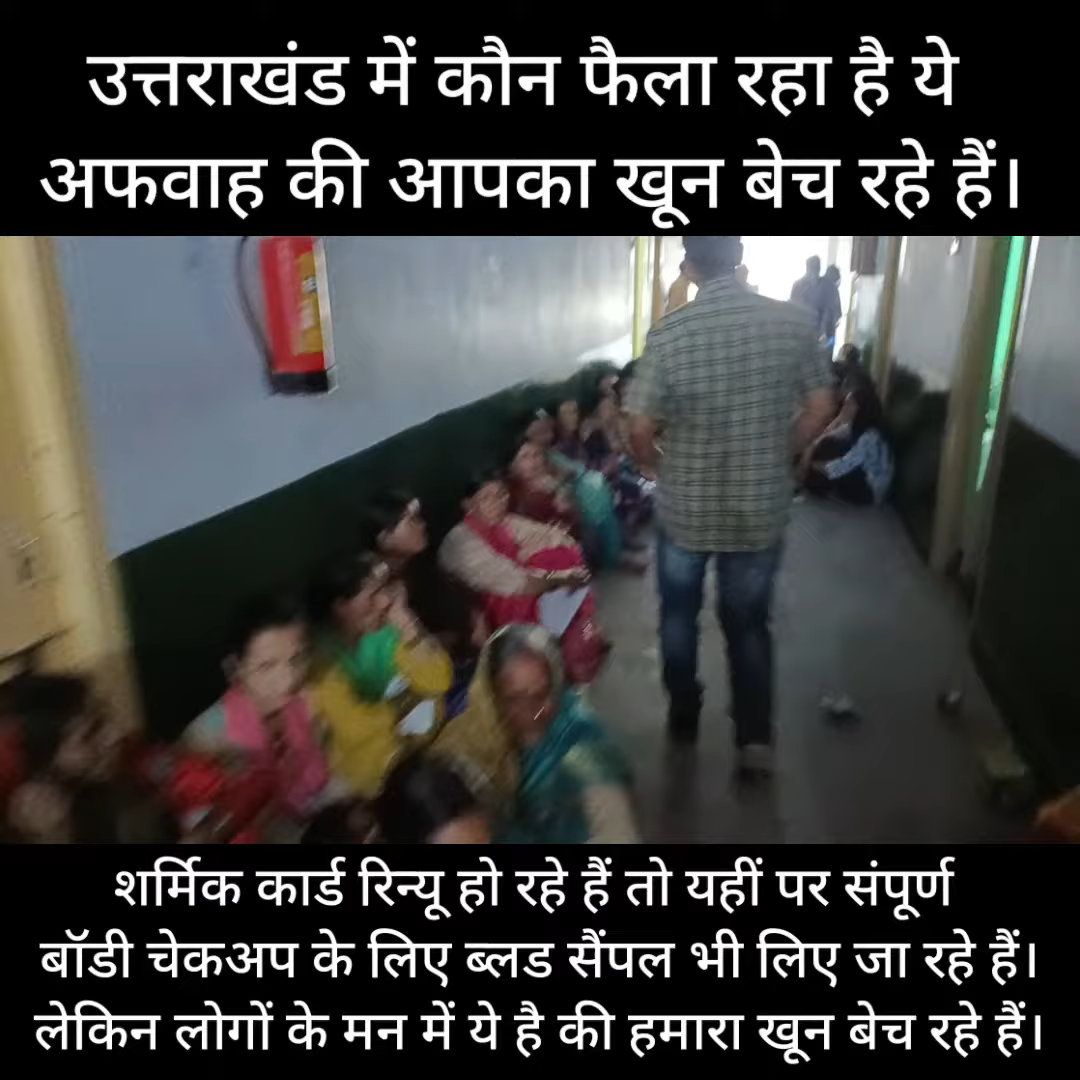 उत्तराखंड में कौन फैला रहा है ये
अफवाह की आपका खून बेच रहे हैं।
शर्मिक कार्ड रिन्यू हो रहे हैं तो यहीं पर संपूर्ण
बॉडी चेकअप के लिए ब्लड सैंपल भी लिए जा रहे हैं।
लेकिन लोगों के मन में ये है की हमारा खून बेच रहे हैं।